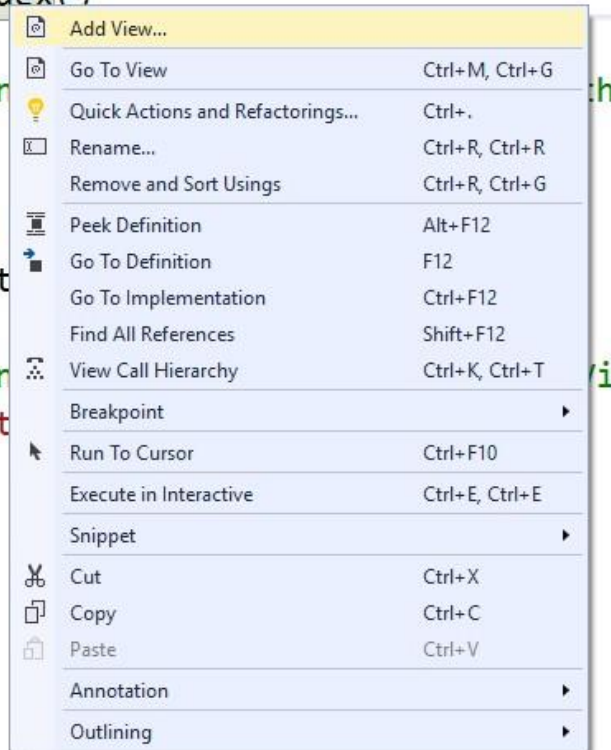 Add View...
Go To View Ctrl+M, Ctrl+G
Quick Actions and Refactorings... Ctrl+.
Rename... Ctrl+R, Ctrl+R
Remove and Sort Usings Ctrl+R, Ctrl+G
Peek Definition Alt+F12
Go To Definition F12
Go To Implementation Ctrl+F12
Find All References Shift+F12
View Call Hierarchy Ctrl+K, Ctrl+T
Breakpoint
Run To Cursor Ctrl+F10
Execute in Interactive Ctrl+E, Ctrl+E
Snippet
Cut Ctrl+X
Copy Ctrl+C
Paste Ctrl+V
Annotation
Outlining